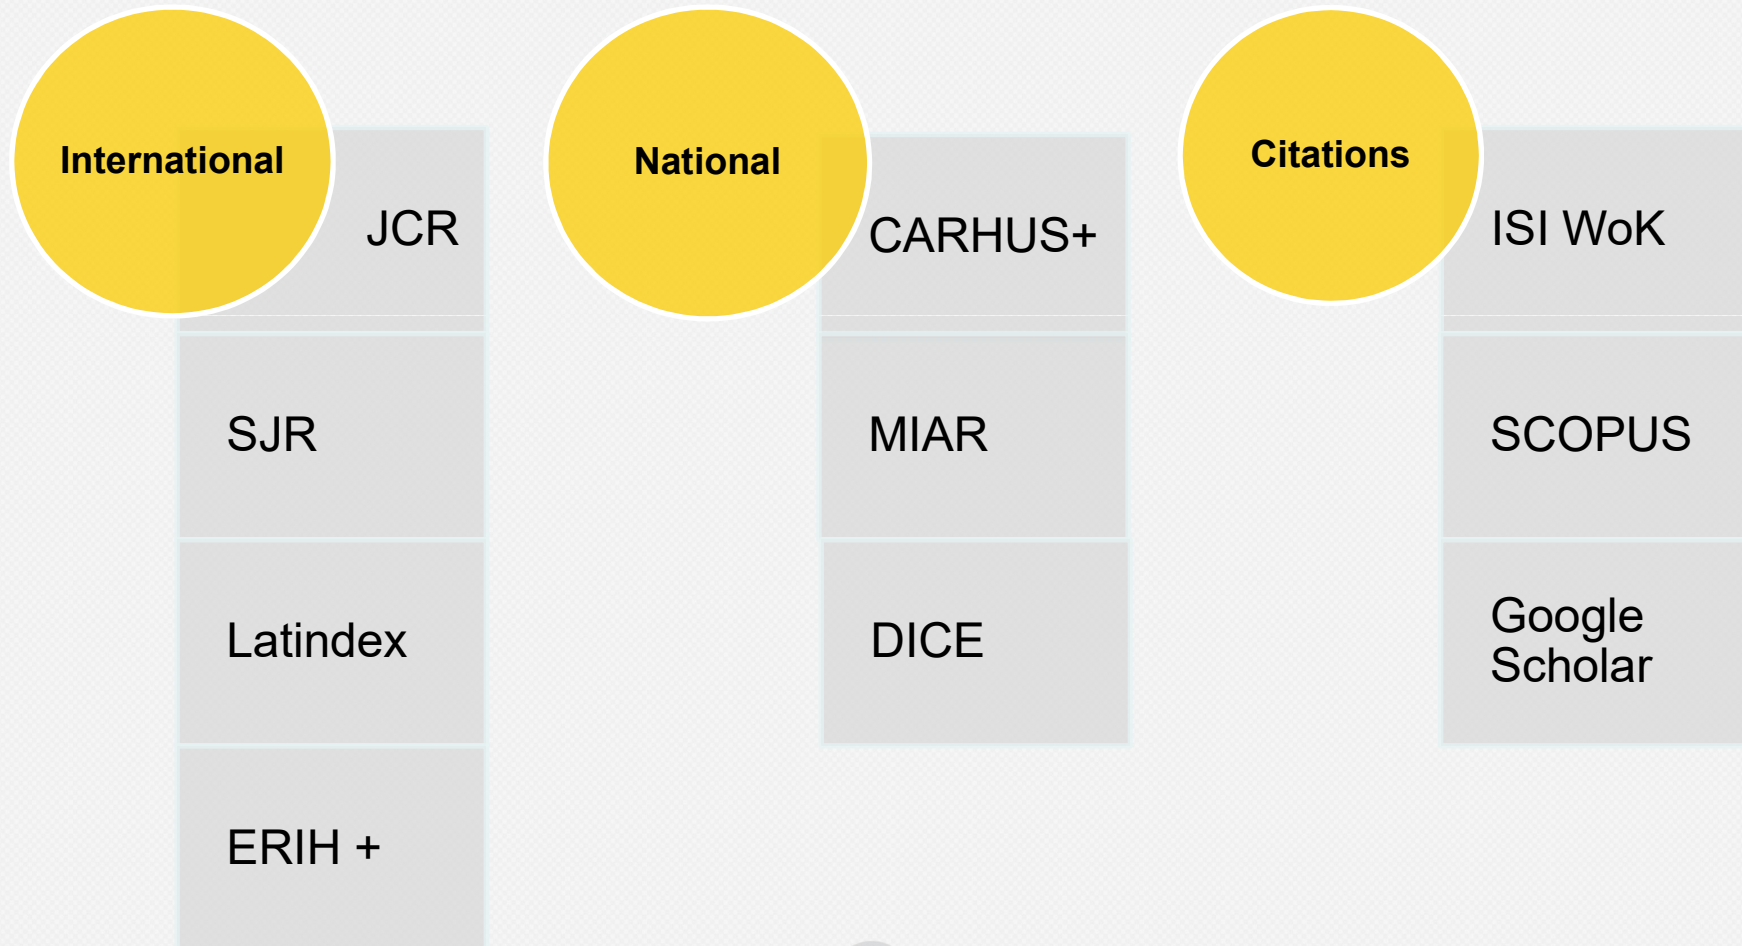 International
JCR
SJR
Latindex
ERIH +
National
CARHUS+
MIAR
DICE
Citations
ISI WoK
SCOPUS
Google
Scholar